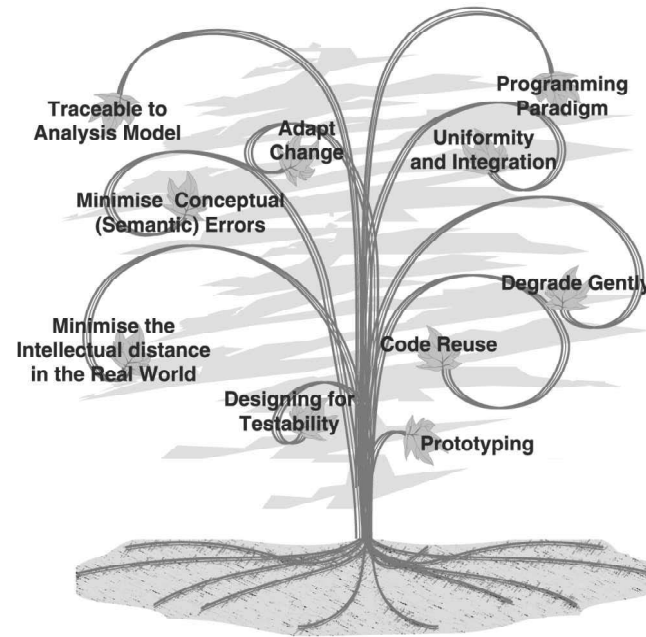 Programming
Paradigm
Traceable to
Analysis Model
Adapt
Change
Uniformity
and Integration
Minimise Conceptual
(Semantic) Errors
Degrade Gently
Minimise the
Intellectual distance
in the Real World
Code Reuse
Designing for
Testability
Prototyping